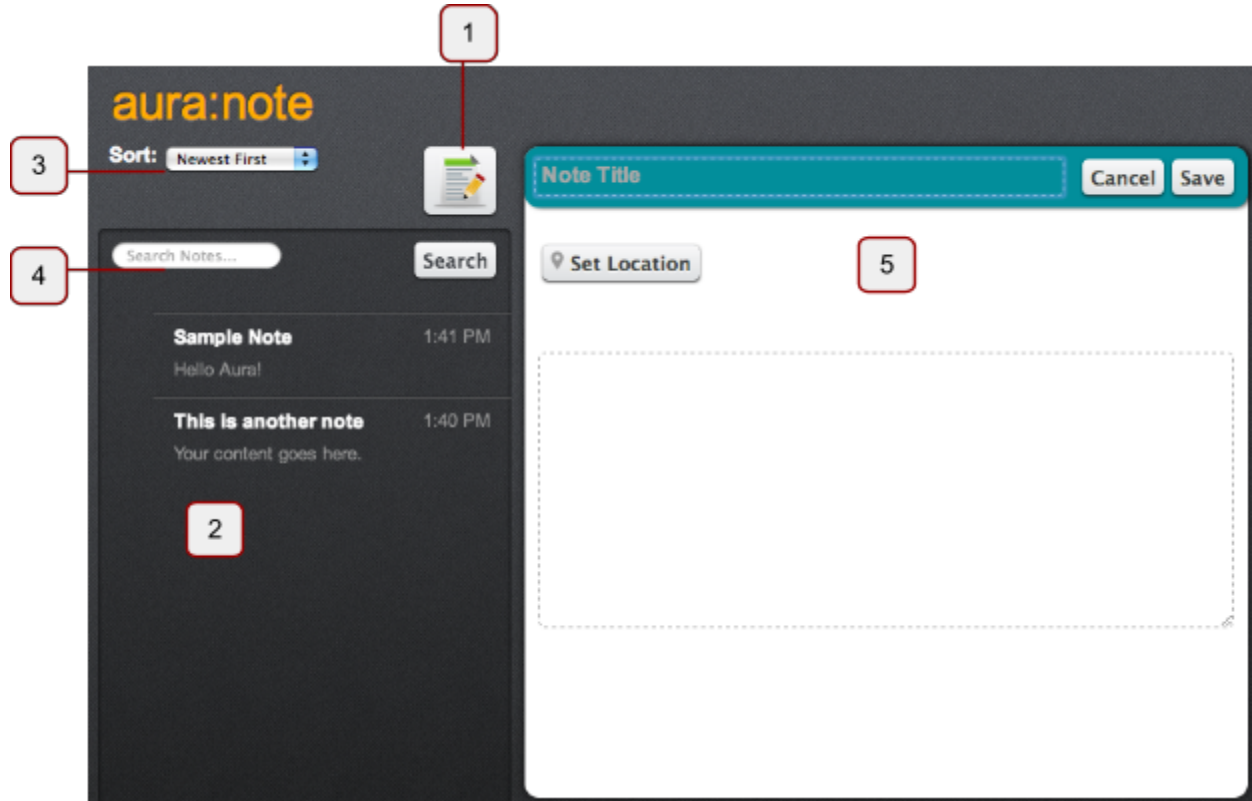 1
aura:note
3
Sort: Newest First
Note Title
Cancel Save
4
Search Notes...
Search
Set Location
5
Sample Note 1:41 PM
Hello Aura!
This is another note 1:40 PM
Your content goes here.
2